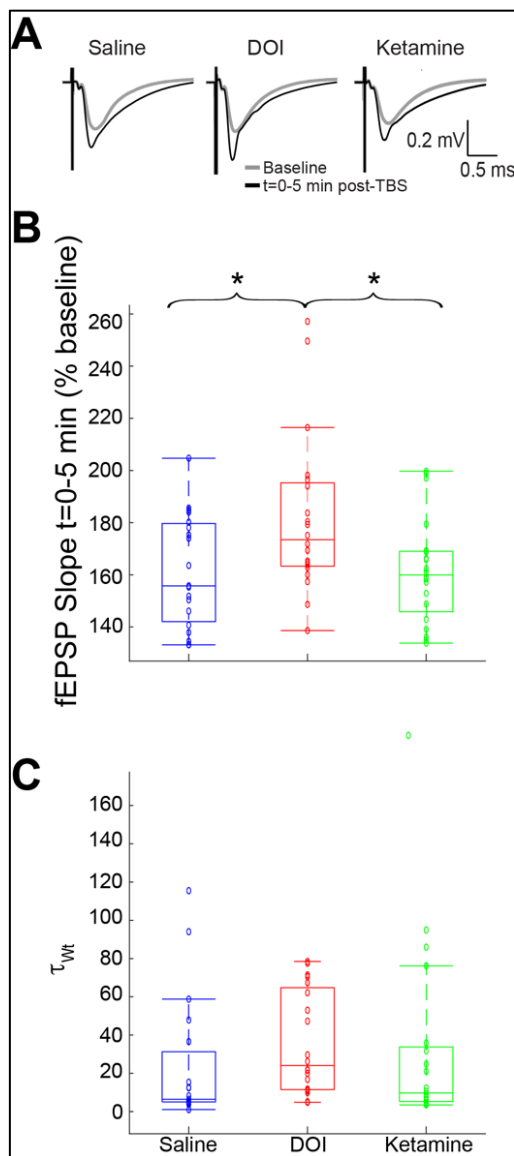 A
Saline DOI Ketamine
0.2 mV
0.5 ms
Baseline
t=0-5 min post-TBS
B
* *
fEPSP Slope t=0-5 min (% baseline)
260
240
220
200
180
160
140
C
τWt
160
140
120
100
80
60
40
20
0
Saline DOI Ketamine